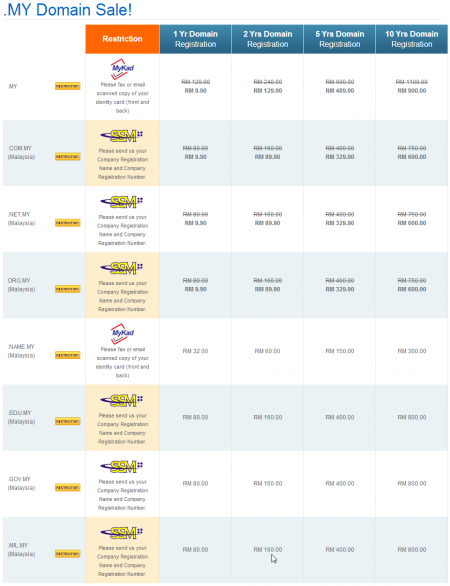 .MY Domain Sale!
Restriction
1 Yr Domain
Registration
2 Yrs Domain
Registration
5 Yrs Domain
Registration
10 Yrs Domain
Registration
.MY
RESTRICTION
MyKad
Please fax or email
scanned copy of your
identity card (front and
back)
RM 120.00
RM 9.90
RM 240.00
RM 129.90
RM 600.00
RM 489.90
RM 1100.00
RM 900.00
.COM.MY
(Malaysia)
RESTRICTION
SSM
Please send us your
Company Registration
Name and Company
Registration Number.
RM 80.00
RM 9.90
RM 160.00
RM 89.90
RM 400.00
RM 329.90
RM 750.00
RM 600.00
.NET.MY
(Malaysia)
RESTRICTION
SSM
Please send us your
Company Registration
Name and Company
Registration Number.
RM 80.00
RM 9.90
RM 160.00
RM 89.90
RM 400.00
RM 329.90
RM 750.00
RM 600.00
ORG.MY
(Malaysia)
RESTRICTION
SSM
Please send us your
Company Registration
Name and Company
Registration Number.
RM 80.00
RM 9.90
RM 160.00
RM 89.90
RM 400.00
RM 329.90
RM 750.00
RM 600.00
.NAME.MY
(Malaysia)
RESTRICTION
MyKad
Please fax or email
scanned copy of your
identity card (front and
back)
RM 32.00
RM 60.00
RM 150.00
RM 300.00
.EDU.MY
(Malaysia)
RESTRICTION
SSM
Please send us your
Company Registration
Name and Company
Registration Number.
RM 80.00
RM 160.00
RM 400.00
RM 800.00
.GOV.MY
(Malaysia)
RESTRICTION
SSM
Please send us your
Company Registration
Name and Company
Registration Number.
RM 80.00
RM 160.00
RM 400.00
RM 800.00
.MIL.MY
(Malaysia)
RESTRICTION
SSM
Please send us your
Company Registration
Name and Company
Registration Number.
RM 80.00
RM 160.00
RM 400.00
RM 800.00